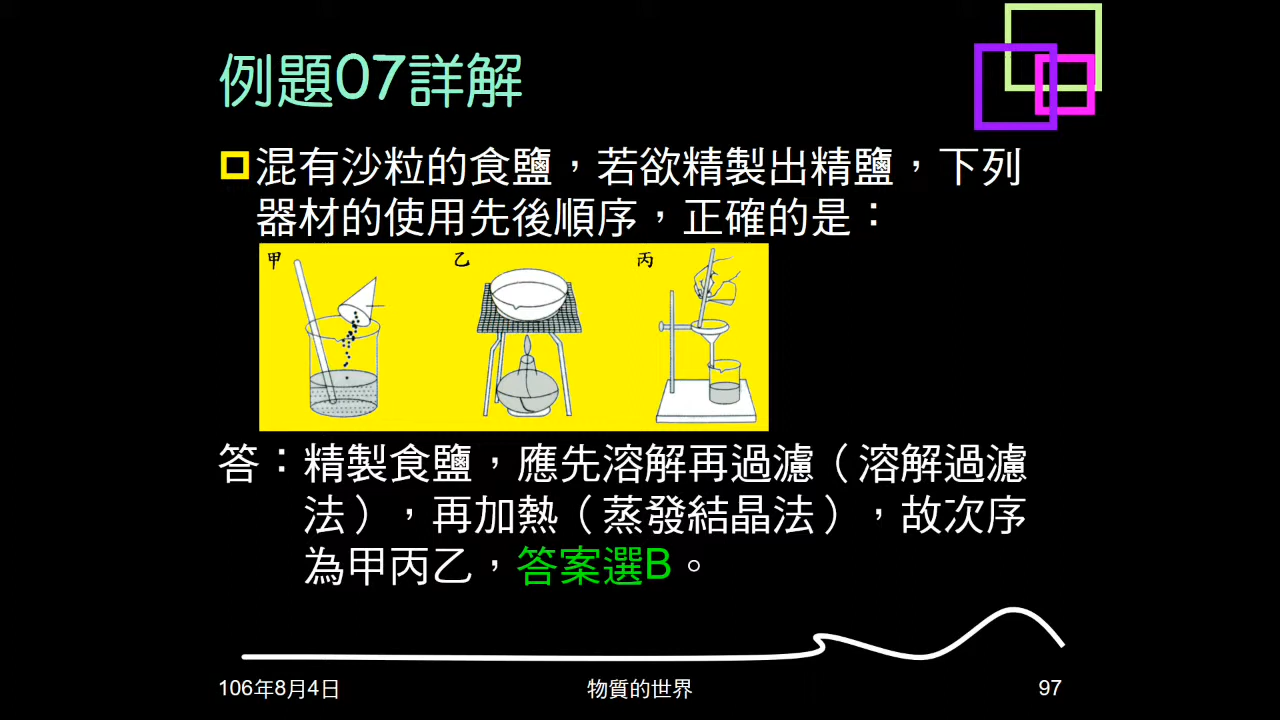 例題07詳解
混有沙粒的食鹽，若欲精製出精鹽，下列
器材的使用先後順序，正確的是：
甲 乙 丙
答：精製食鹽，應先溶解再過濾（溶解過濾
法），再加熱（蒸發結晶法），故次序
為甲丙乙，答案選B。
106年8月4日 物質的世界 97